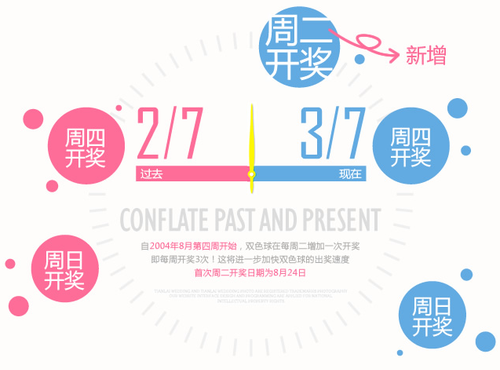 周二
开奖
新增
2/7
3/7
周四
开奖
周四
开奖
过去
现在
CONFLATE PAST AND PRESENT
自2004年8月第四周开始，双色球在每周二增加一次开奖
即每周开奖3次！这将进一步加快双色球的出奖速度
首次周二开奖日期为8月24日
周日
开奖
周日
开奖